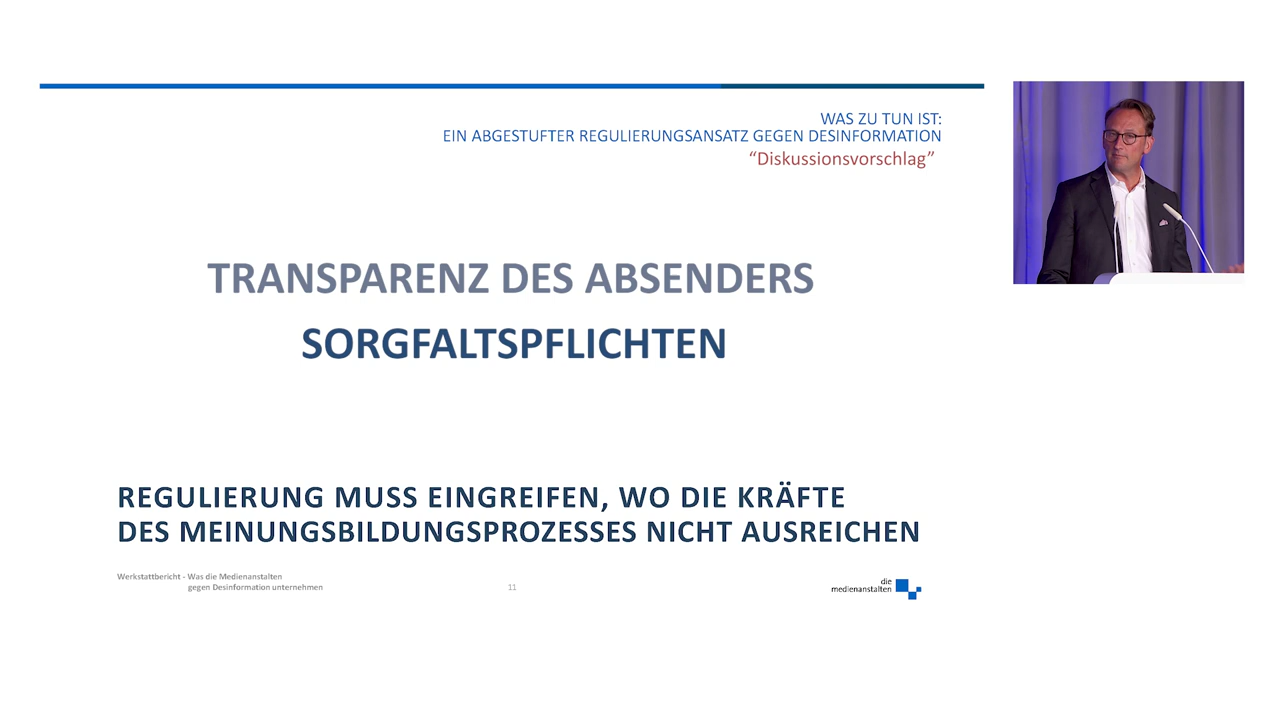 WAS ZU TUN IST:
EIN ABGESTUFTER REGULIERUNGSANSATZ GEGEN DESINFORMATION
“Diskussionsvorschlag”
TRANSPARENZ DES ABSENDERS
SORGFALTSPFLICHTEN
REGULIERUNG MUSS EINGREIFEN, WO DIE KRÄFTE
DES MEINUNGSBILDUNGSPROZESSES NICHT AUSREICHEN
Werkstattbericht - Was die Medienanstalten
gegen Desinformation unternehmen
11
die
medienanstalten